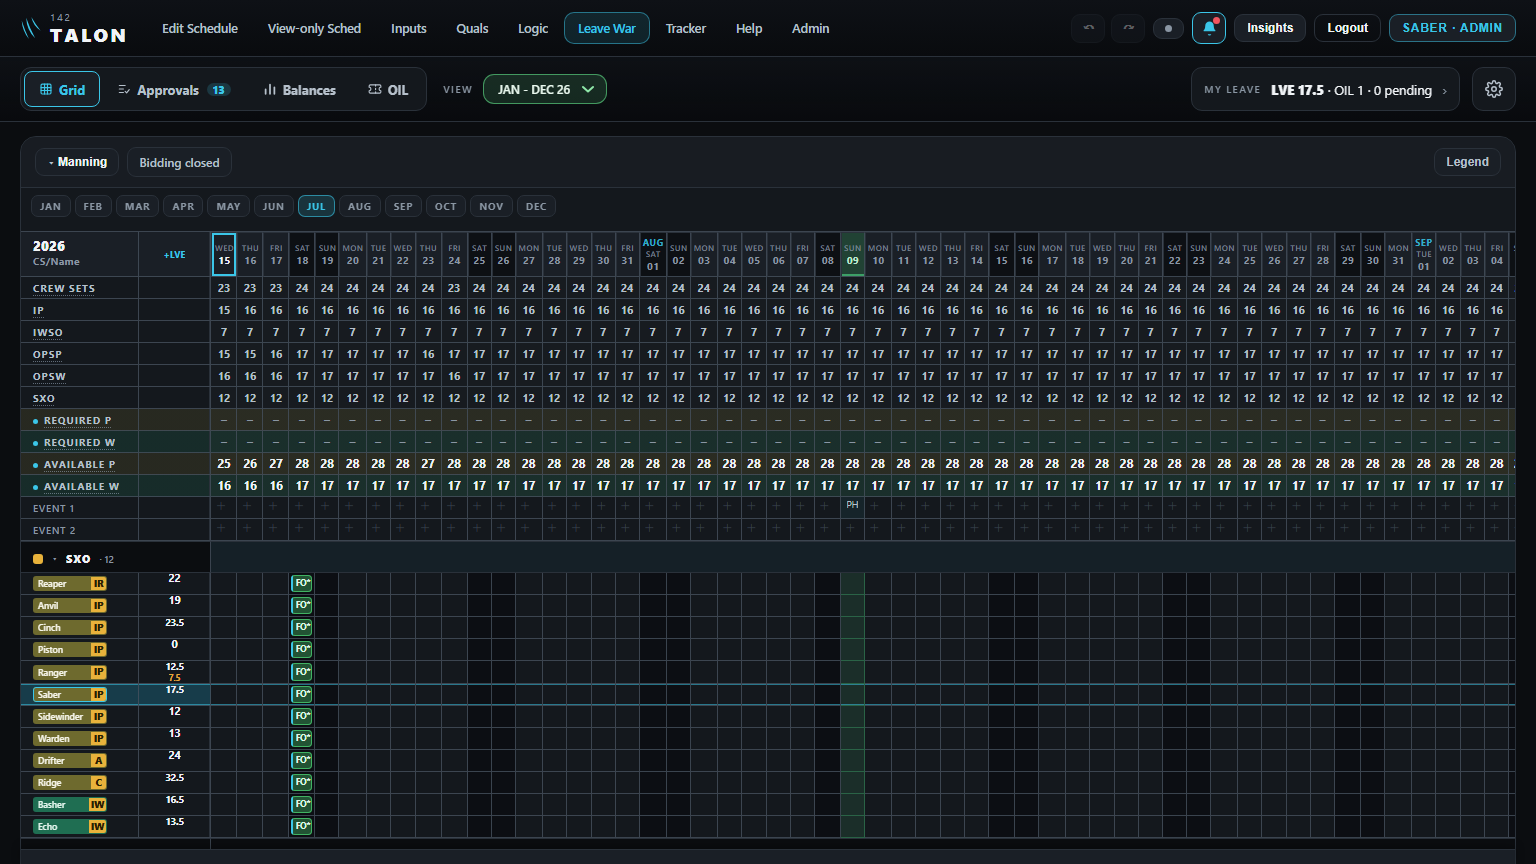 142
TALON
Edit Schedule View-only Sched Inputs Quals Logic Leave War Tracker Help Admin
Insights Logout SABER · ADMIN
Grid Approvals 13 Balances OIL VIEW JAN - DEC 26
MY LEAVE LVE 17.5 · OIL 1 · 0 pending ›
Manning Bidding closed Legend
JAN FEB MAR APR MAY JUN JUL AUG SEP OCT NOV DEC
2026
CS/Name
+LVE
WED 15 THU 16 FRI 17 SAT 18 SUN 19 MON 20 TUE 21 WED 22 THU 23 FRI 24 SAT 25 SUN 26 MON 27 TUE 28 WED 29 THU 30 FRI 31 AUG SAT 01 SUN 02 MON 03 TUE 04 WED 05 THU 06 FRI 07 SAT 08 SUN 09 MON 10 TUE 11 WED 12 THU 13 FRI 14 SAT 15 SUN 16 MON 17 TUE 18 WED 19 THU 20 FRI 21 SAT 22 SUN 23 MON 24 TUE 25 WED 26 THU 27 FRI 28 SAT 29 SUN 30 MON 31 SEP TUE 01 WED 02 THU 03 FRI 04
CREW SETS 23 23 23 24 24 24 24 24 24 23 24 24 24 24 24 24 24 24 24 24 24 24 24 24 24 24 24 24 24 24 24 24 24 24 24 24 24 24 24 24 24 24 24 24 24 24 24 24 24 24 24 24
IP 15 16 16 16 16 16 16 16 16 16 16 16 16 16 16 16 16 16 16 16 16 16 16 16 16 16 16 16 16 16 16 16 16 16 16 16 16 16 16 16 16 16 16 16 16 16 16 16 16 16 16 16
IWSO 7 7 7 7 7 7 7 7 7 7 7 7 7 7 7 7 7 7 7 7 7 7 7 7 7 7 7 7 7 7 7 7 7 7 7 7 7 7 7 7 7 7 7 7 7 7 7 7 7 7 7 7
OPSP 15 15 16 17 17 17 17 17 16 17 17 17 17 17 17 17 17 17 17 17 17 17 17 17 17 17 17 17 17 17 17 17 17 17 17 17 17 17 17 17 17 17 17 17 17 17 17 17 17 17 17 17
OPSW 16 16 16 17 17 17 17 17 17 16 17 17 17 17 17 17 17 17 17 17 17 17 17 17 17 17 17 17 17 17 17 17 17 17 17 17 17 17 17 17 17 17 17 17 17 17 17 17 17 17 17 17
SXO 12 12 12 12 12 12 12 12 12 12 12 12 12 12 12 12 12 12 12 12 12 12 12 12 12 12 12 12 12 12 12 12 12 12 12 12 12 12 12 12 12 12 12 12 12 12 12 12 12 12 12 12
REQUIRED P – – – – – – – – – – – – – – – – – – – – – – – – – – – – – – – – – – – – – – – – – – – – – – – – – – – –
REQUIRED W – – – – – – – – – – – – – – – – – – – – – – – – – – – – – – – – – – – – – – – – – – – – – – – – – – – –
AVAILABLE P 25 26 27 28 28 28 28 28 27 28 28 28 28 28 28 28 28 28 28 28 28 28 28 28 28 28 28 28 28 28 28 28 28 28 28 28 28 28 28 28 28 28 28 28 28 28 28 28 28 28 28 28
AVAILABLE W 16 16 16 17 17 17 17 17 17 16 17 17 17 17 17 17 17 17 17 17 17 17 17 17 17 17 17 17 17 17 17 17 17 17 17 17 17 17 17 17 17 17 17 17 17 17 17 17 17 17 17 17
EVENT 1 + + + + + + + + + + + + + + + + + + + + + + + + + PH + + + + + + + + + + + + + + + + + + + + + + + + + +
EVENT 2 + + + + + + + + + + + + + + + + + + + + + + + + + + + + + + + + + + + + + + + + + + + + + + + + + + + +
SXO · 12
Reaper IR 22 FO*
Anvil IP 19 FO*
Cinch IP 23.5 FO*
Piston IP 0 FO*
Ranger IP 12.5 FO*
7.5
Saber IP 17.5 FO*
Sidewinder IP 12 FO*
Warden IP 13 FO*
Drifter A 24 FO*
Ridge C 32.5 FO*
Basher IW 16.5 FO*
Echo IW 13.5 FO*